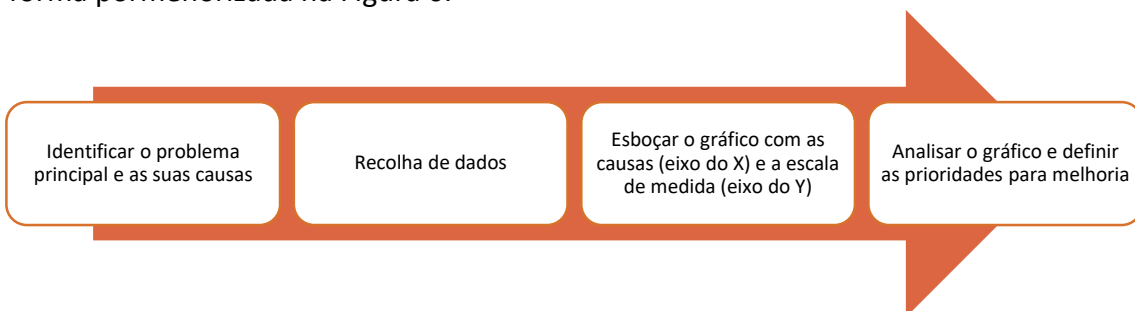 forma pormenorizada na Figura 6.
Identificar o problema
principal e as suas causas
Recolha de dados
Esboçar o gráfico com as
causas (eixo do X) e a escala
de medida (eixo do Y)
Analisar o gráfico e definir
as prioridades para melhoria